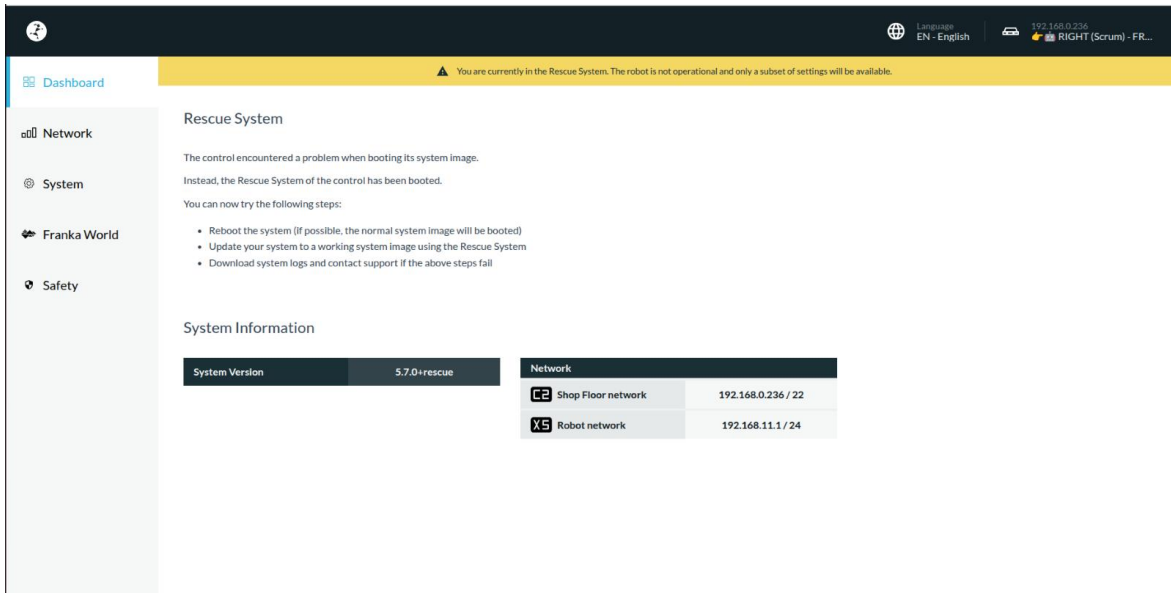 Language
EN - English
192.168.0.236
👉🤖 RIGHT (Scrum) - FR...
You are currently in the Rescue System. The robot is not operational and only a subset of settings will be available.
Dashboard
Network
System
Franka World
Safety
Rescue System
The control encountered a problem when booting its system image.
Instead, the Rescue System of the control has been booted.
You can now try the following steps:
• Reboot the system (if possible, the normal system image will be booted)
• Update your system to a working system image using the Rescue System
• Download system logs and contact support if the above steps fail
System Information
System Version 5.7.0+rescue
Network
C2 Shop Floor network 192.168.0.236 / 22
X5 Robot network 192.168.11.1 / 24